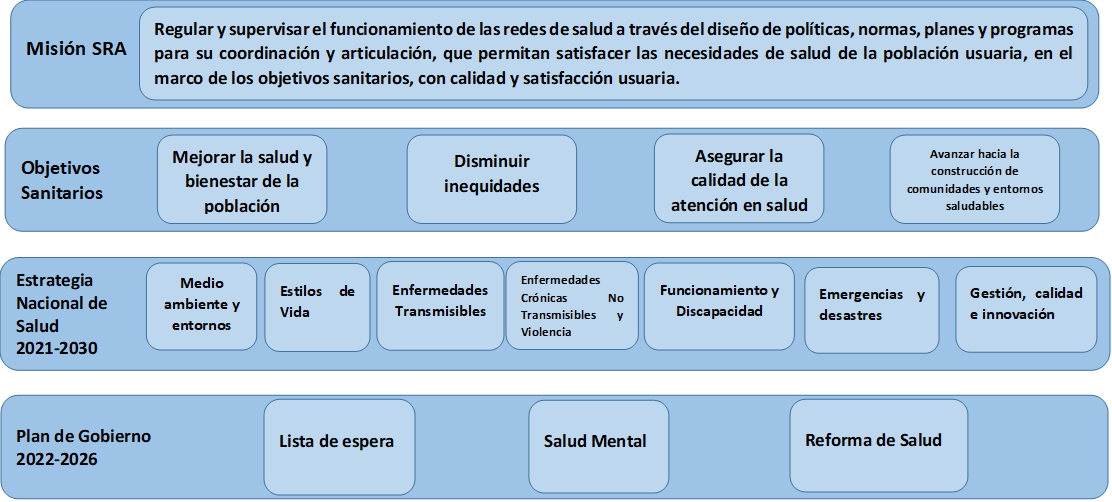 Misión SRA
Regular y supervisar el funcionamiento de las redes de salud a través del diseño de políticas, normas, planes y programas
para su coordinación y articulación, que permitan satisfacer las necesidades de salud de la población usuaria, en el
marco de los objetivos sanitarios, con calidad y satisfacción usuaria.
Objetivos
Sanitarios
Mejorar la salud y
bienestar de la
población
Disminuir
inequidades
Asegurar la
calidad de la
atención en salud
Avanzar hacia la
construcción de
comunidades y entornos
saludables
Estrategia
Nacional de
Salud
2021-2030
Medio
ambiente y
entornos
Estilos de
Vida
Enfermedades
Transmisibles
Enfermedades
Crónicas No
Transmisibles y
Violencia
Funcionamiento y
Discapacidad
Emergencias y
desastres
Gestión, calidad
e innovación
Plan de Gobierno
2022-2026
Lista de espera
Salud Mental
Reforma de Salud